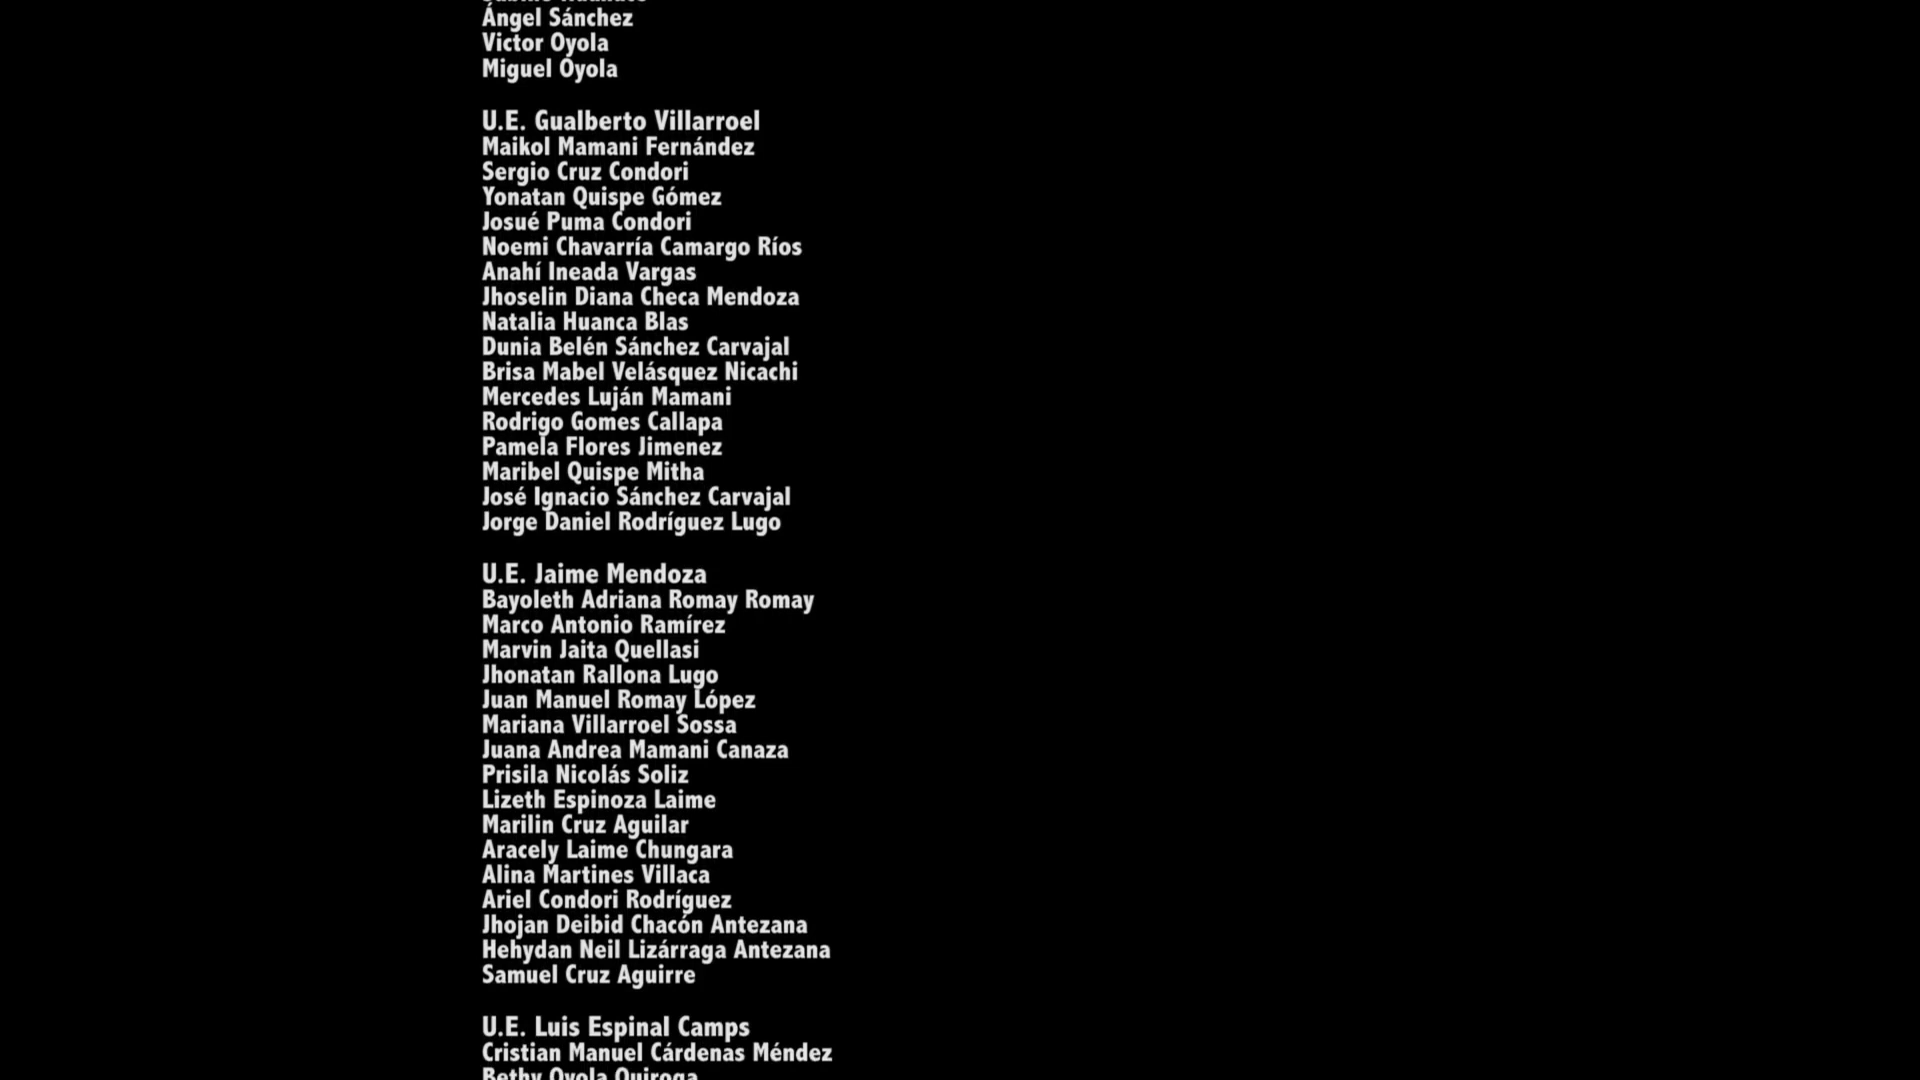 Ángel Sánchez
Victor Oyola
Miguel Oyola
U.E. Gualberto Villarroel
Maikol Mamani Fernández
Sergio Cruz Condori
Yonatan Quispe Gómez
Josué Puma Condori
Noemi Chavarría Camargo Ríos
Anahí Ineada Vargas
Jhoselin Diana Checa Mendoza
Natalia Huanca Blas
Dunia Belén Sánchez Carvajal
Brisa Mabel Velásquez Nicachi
Mercedes Luján Mamani
Rodrigo Gomes Callapa
Pamela Flores Jimenez
Maribel Quispe Mitha
José Ignacio Sánchez Carvajal
Jorge Daniel Rodríguez Lugo
U.E. Jaime Mendoza
Bayoleth Adriana Romay Romay
Marco Antonio Ramírez
Marvin Jaita Quellasi
Jhonatan Rallona Lugo
Juan Manuel Romay López
Mariana Villarroel Sossa
Juana Andrea Mamani Canaza
Prisila Nicolás Soliz
Lizeth Espinoza Laime
Marilin Cruz Aguilar
Aracely Laime Chungara
Alina Martines Villaca
Ariel Condori Rodríguez
Jhojan Deibid Chacón Antezana
Hehydan Neil Lizárraga Antezana
Samuel Cruz Aguirre
U.E. Luis Espinal Camps
Cristian Manuel Cárdenas Méndez
Bethy Oyola Quiroga